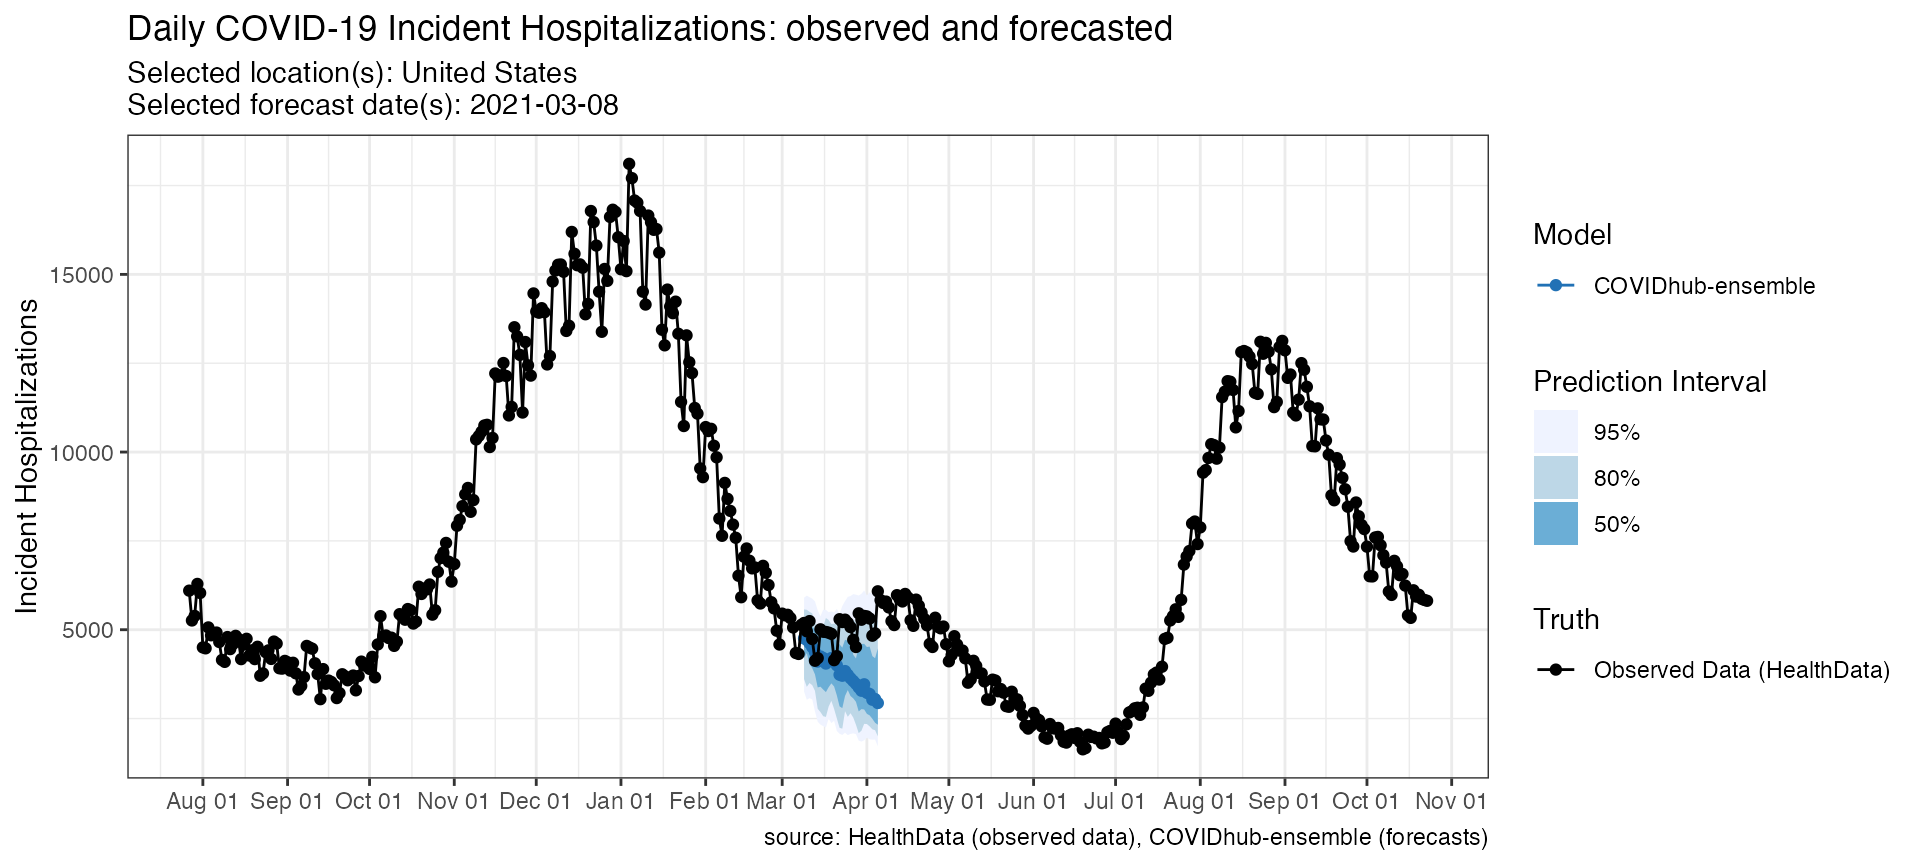 Daily COVID-19 Incident Hospitalizations: observed and forecasted
Selected location(s): United States
Selected forecast date(s): 2021-03-08
Incident Hospitalizations
15000
10000
5000
Aug 01 Sep 01 Oct 01 Nov 01 Dec 01 Jan 01 Feb 01 Mar 01 Apr 01 May 01 Jun 01 Jul 01 Aug 01 Sep 01 Oct 01 Nov 01
source: HealthData (observed data), COVIDhub-ensemble (forecasts)
Model
COVIDhub-ensemble
Prediction Interval
95%
80%
50%
Truth
Observed Data (HealthData)